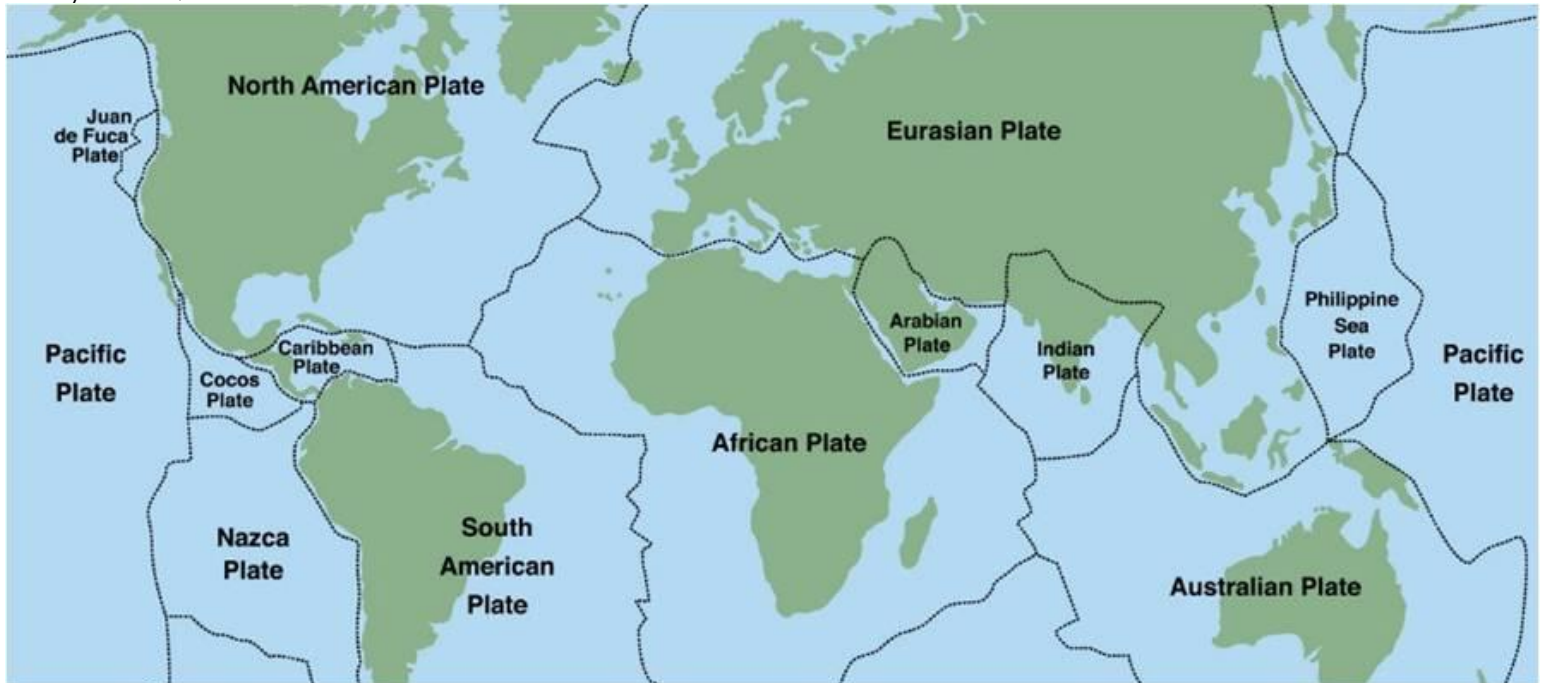 North American Plate
Juan
de Fuca
Plate
Eurasian Plate
Pacific
Plate
Caribbean
Plate
Cocos
Plate
Arabian
Plate
Indian
Plate
Philippine
Sea
Plate
Pacific
Plate
African Plate
Nazca
Plate
South
American
Plate
Australian Plate